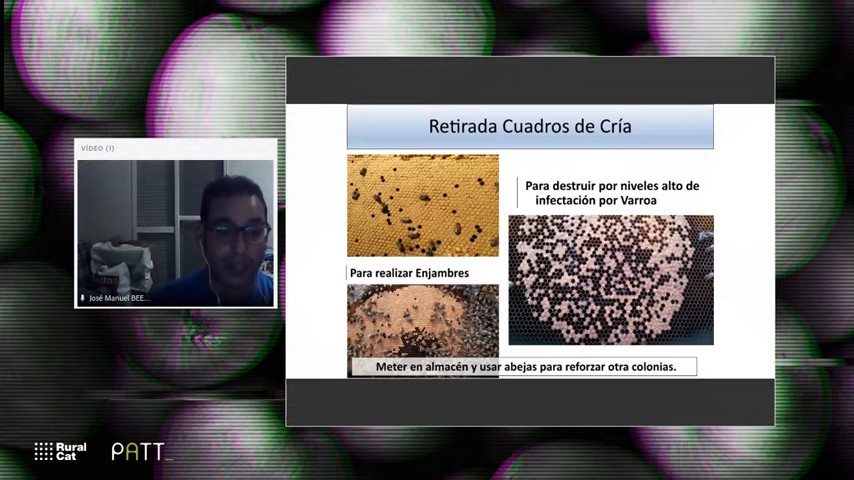 VÍDEO (1)
José Manuel BEE...
Retirada Cuadros de Cría
Para destruir por niveles alto de
infectación por Varroa
Para realizar Enjambres
Meter en almacén y usar abejas para reforzar otra colonias.
Rural
Cat
PATT_